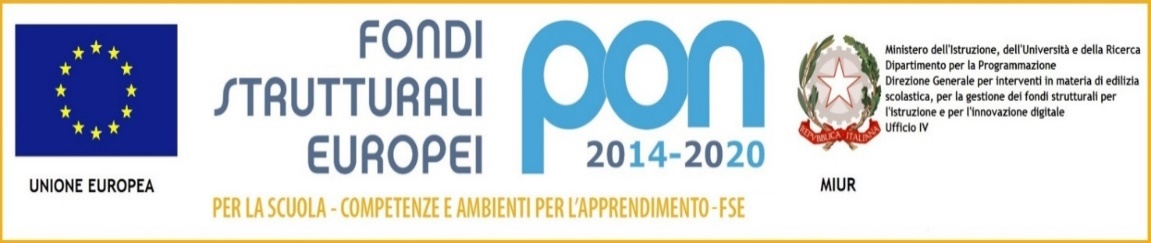 UNIONE EUROPEA
FONDI
STRUTTURALI
EUROPEI
pon
2014-2020
PER LA SCUOLA - COMPETENZE E AMBIENTI PER L'APPRENDIMENTO-FSE
REPVBBLICA ITALIANA
MIUR
Ministero dell'Istruzione, dell'Università e della Ricerca
Dipartimento per la Programmazione
Direzione Generale per interventi in materia di edilizia
scolastica, per la gestione dei fondi strutturali per
l'istruzione e per l'innovazione digitale
Ufficio IV